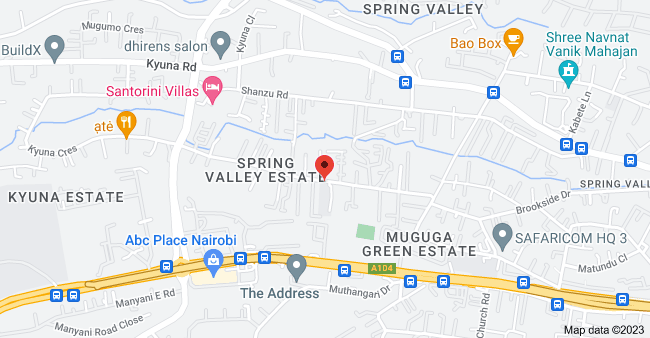 SPRING VALLEY
Mugumo Cres
Kyuna Cl
BuildX
dhirens salon
Bao Box
Shree Navnat
Vanik Mahajan
Kyuna Rd
Santorini Villas
Shanzu Rd
Kabete Ln
até
Kyuna Cres
SPRING
VALLEY ESTATE
SPRING VALL
KYUNA ESTATE
Brookside Dr
Abc Place Nairobi
MUGUGA
GREEN ESTATE
SAFARICOM HQ 3
Matundu Cl
A104
The Address
Muthangari Dr
Manyani E Rd
Church Rd
Manyani Road Close
Map data ©2023